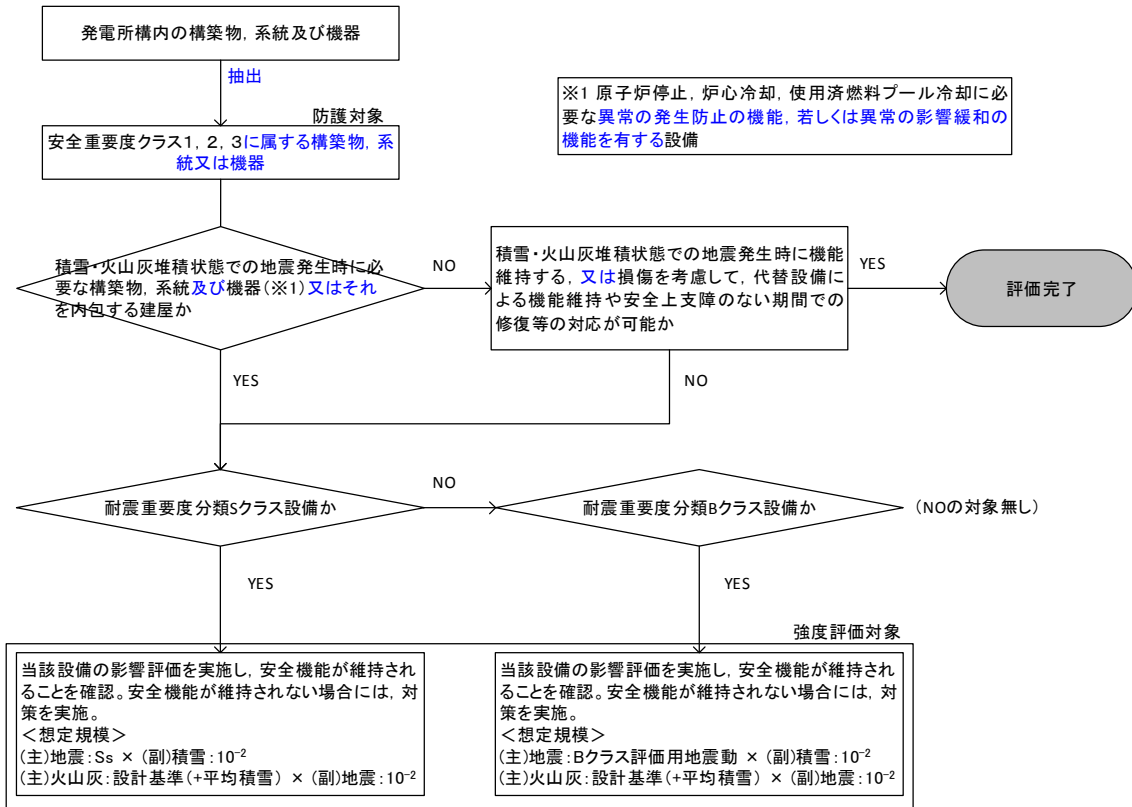 発電所構内の構築物，系統及び機器
抽出
※1 原子炉停止，炉心冷却，使用済燃料プール冷却に必
要な異常の発生防止の機能，若しくは異常の影響緩和の
機能を有する設備
防護対象
安全重要度クラス1，2，3に属する構築物，系
統又は機器
積雪・火山灰堆積状態での地震発生時に必
要な構築物，系統及び機器(※1)又はそれ
を内包する建屋か
NO
積雪・火山灰堆積状態での地震発生時に機能
維持する，又は損傷を考慮して，代替設備に
よる機能維持や安全上支障のない期間での
修復等の対応が可能か
YES
評価完了
YES
NO
耐震重要度分類Sクラス設備か
NO
耐震重要度分類Bクラス設備か
(NOの対象無し)
YES
YES
強度評価対象
当該設備の影響評価を実施し，安全機能が維持され
ることを確認。安全機能が維持されない場合には，対
策を実施。
＜想定規模＞
(主)地震：Ss × (副)積雪：10⁻²
(主)火山灰：設計基準(+平均積雪) × (副)地震：10⁻²
当該設備の影響評価を実施し，安全機能が維持され
ることを確認。安全機能が維持されない場合には，対
策を実施。
＜想定規模＞
(主)地震：Bクラス評価用地震動 × (副)積雪：10⁻²
(主)火山灰：設計基準(+平均積雪) × (副)地震：10⁻²